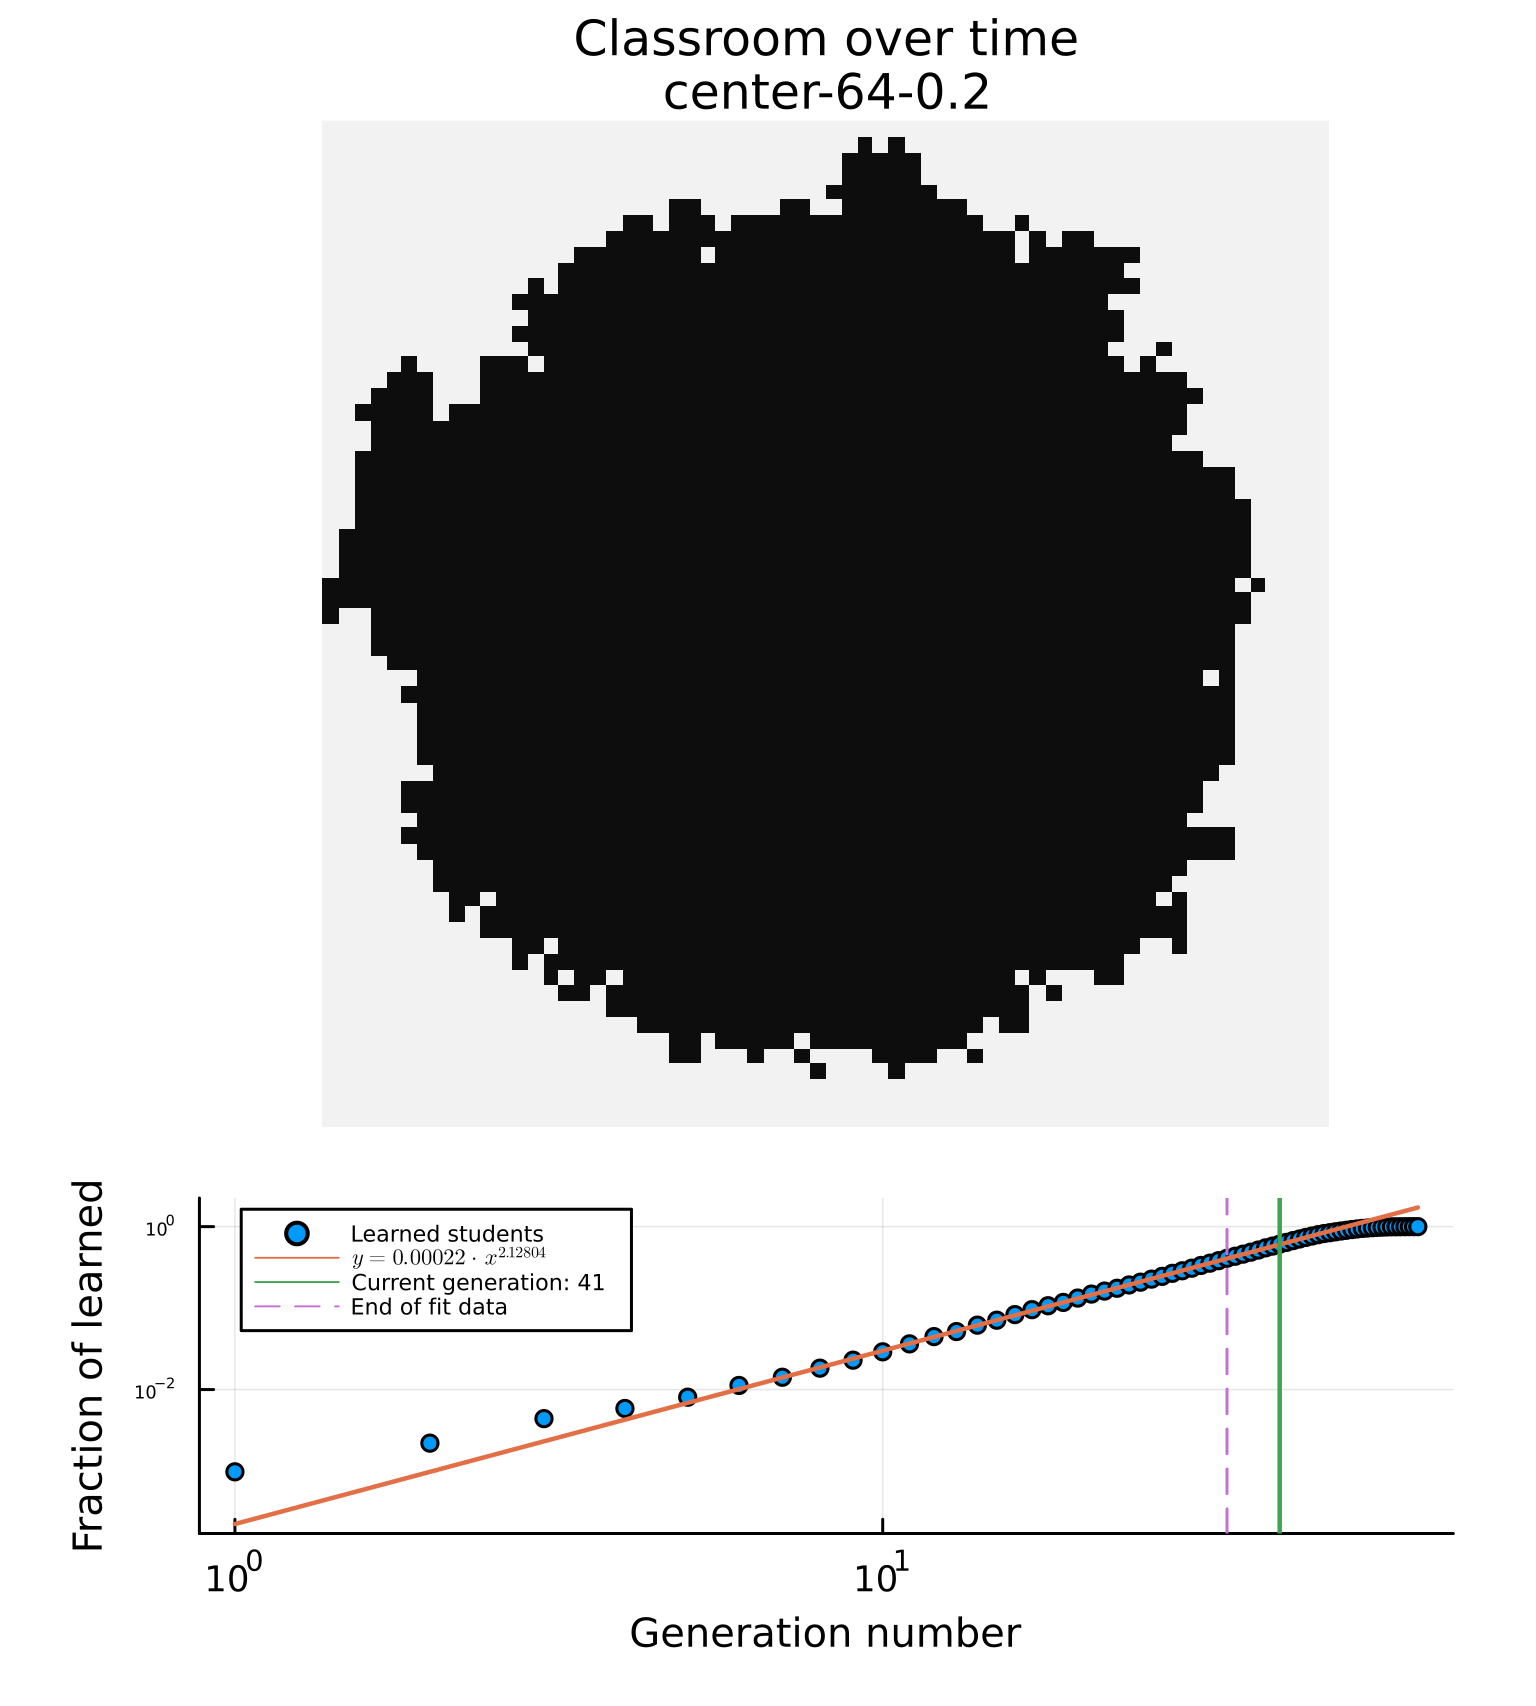 Classroom over time
center-64-0.2
Fraction of learned
10^0
10^-2
Learned students
y = 0.00022 · x^2.12804
Current generation: 41
End of fit data
10^0
10^1
Generation number